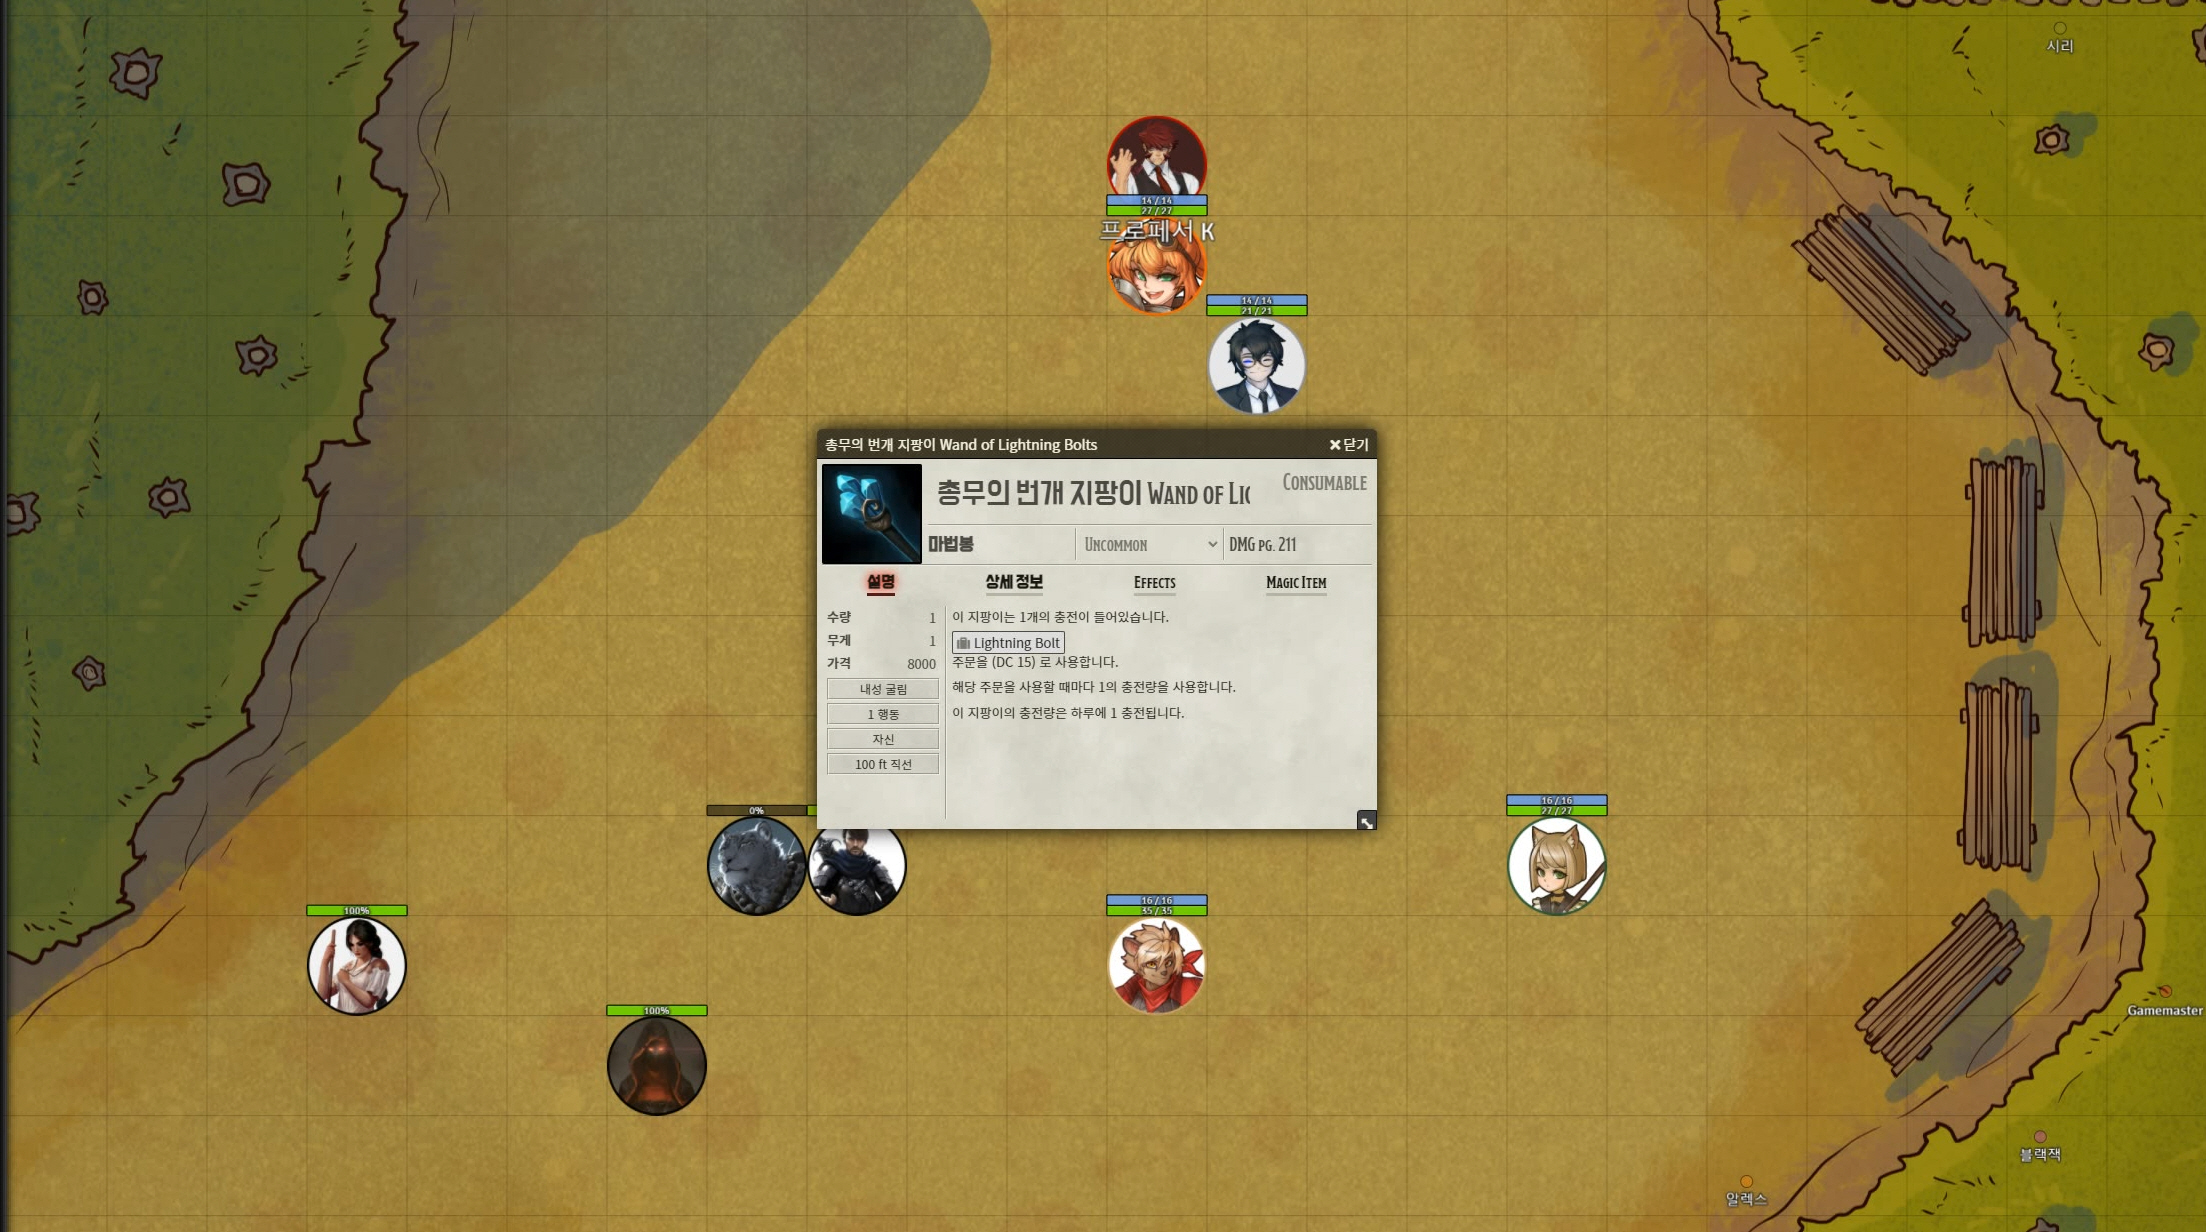 시리
14/14
27/27
프로페서 K
14/14
21/21
총무의 번개 지팡이 Wand of Lightning Bolts
닫기
총무의 번개 지팡이 Wand of Lig
Consumable
마법봉
Uncommon
DMG pg. 211
설명
상세 정보
Effects
Magic Item
수량
1
무게
1
가격
8000
내성 굴림
1 행동
자신
100 ft 직선
이 지팡이는 1개의 충전이 들어있습니다.
Lightning Bolt
주문을 (DC 15) 로 사용합니다.
해당 주문을 사용할 때마다 1의 충전량을 사용합니다.
이 지팡이의 충전량은 하루에 1 충전됩니다.
0%
16/16
27/27
100%
16/16
35/35
100%
Gamemaster
블랙잭
알렉스